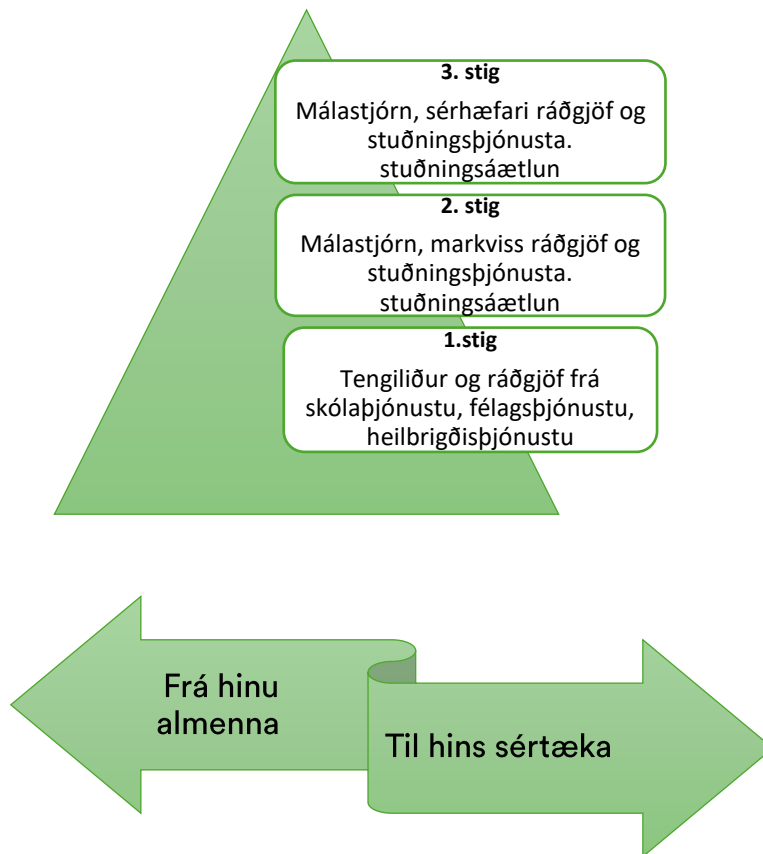 3. stig
Málastjórn, sérhæfari ráðgjöf og
stuðningsþjónusta.
stuðningsáætlun
2. stig
Málastjórn, markviss ráðgjöf og
stuðningsþjónusta.
stuðningsáætlun
1.stig
Tengiliður og ráðgjöf frá
skólaþjónustu, félagsþjónustu,
heilbrigðisþjónustu
Frá hinu
almenna
Til hins sértæka